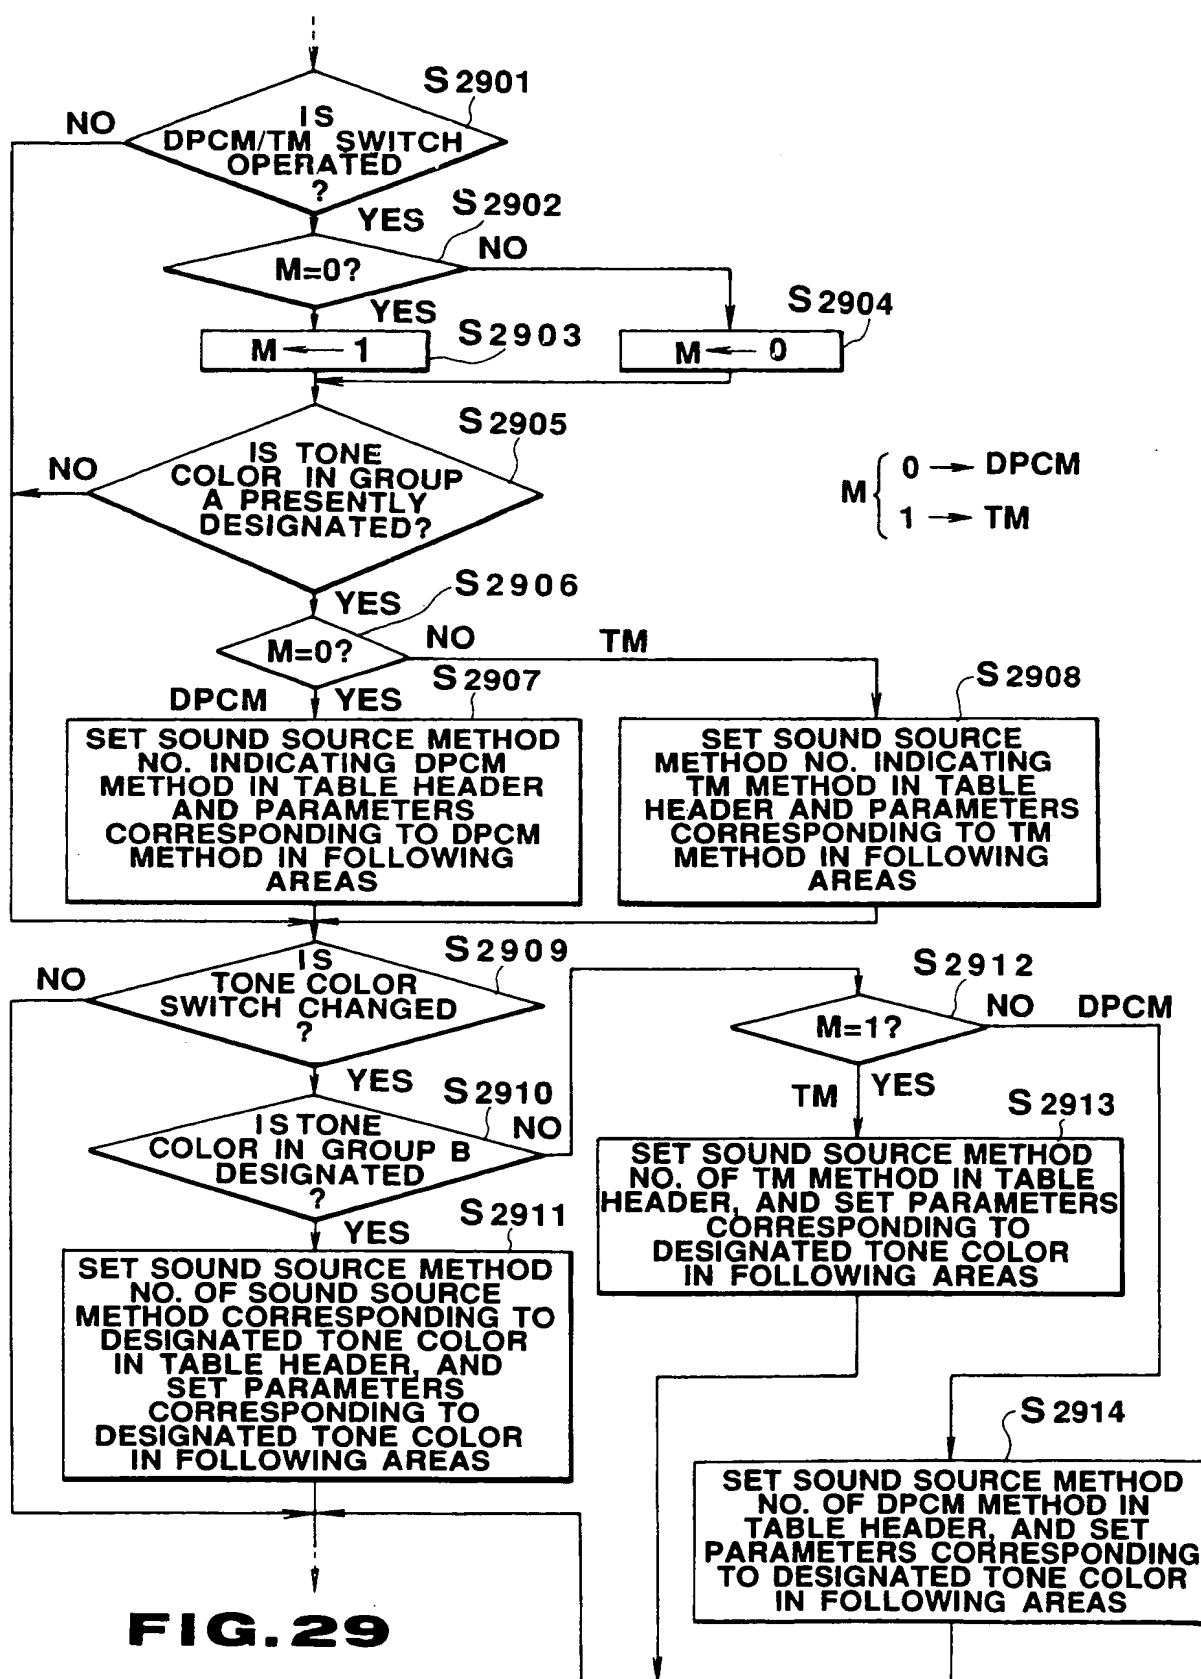 S2901
NO
IS
DPCM/TM SWITCH
OPERATED
?
YES
S2902
M=0?
NO
YES
S2903
M ← 1
S2904
M ← 0
S2905
NO
IS TONE
COLOR IN GROUP
A PRESENTLY
DESIGNATED?
M { 0 → DPCM
1 → TM
YES
S2906
M=0?
NO
TM
DPCM
YES
S2907
SET SOUND SOURCE METHOD
NO. INDICATING DPCM
METHOD IN TABLE HEADER
AND PARAMETERS
CORRESPONDING TO DPCM
METHOD IN FOLLOWING
AREAS
S2908
SET SOUND SOURCE
METHOD NO. INDICATING
TM METHOD IN TABLE
HEADER AND PARAMETERS
CORRESPONDING TO TM
METHOD IN FOLLOWING
AREAS
S2909
NO
IS
TONE COLOR
SWITCH CHANGED
?
YES
S2910
IS TONE
COLOR IN GROUP B
DESIGNATED
?
NO
YES
S2911
SET SOUND SOURCE METHOD
NO. OF SOUND SOURCE
METHOD CORRESPONDING TO
DESIGNATED TONE COLOR
IN TABLE HEADER, AND
SET PARAMETERS
CORRESPONDING TO
DESIGNATED TONE COLOR
IN FOLLOWING AREAS
S2912
M=1?
NO
DPCM
TM
YES
S2913
SET SOUND SOURCE METHOD
NO. OF TM METHOD IN TABLE
HEADER, AND SET PARAMETERS
CORRESPONDING TO
DESIGNATED TONE COLOR
IN FOLLOWING AREAS
S2914
SET SOUND SOURCE METHOD
NO. OF DPCM METHOD IN
TABLE HEADER, AND SET
PARAMETERS CORRESPONDING
TO DESIGNATED TONE COLOR
IN FOLLOWING AREAS
FIG.29